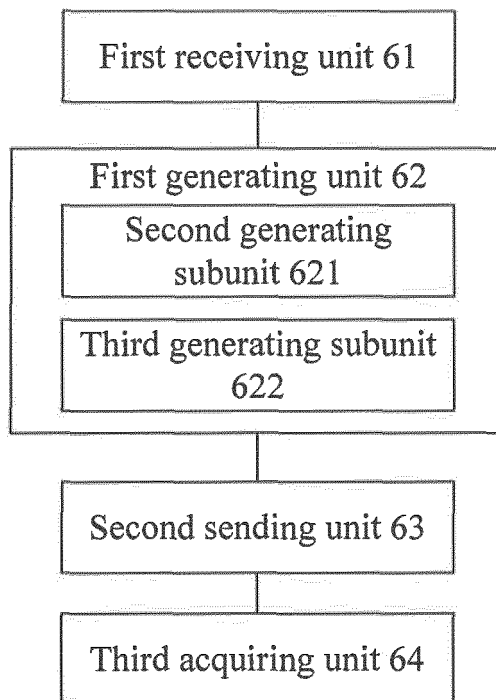 First receiving unit 61
First generating unit 62
Second generating
subunit 621
Third generating subunit
622
Second sending unit 63
Third acquiring unit 64